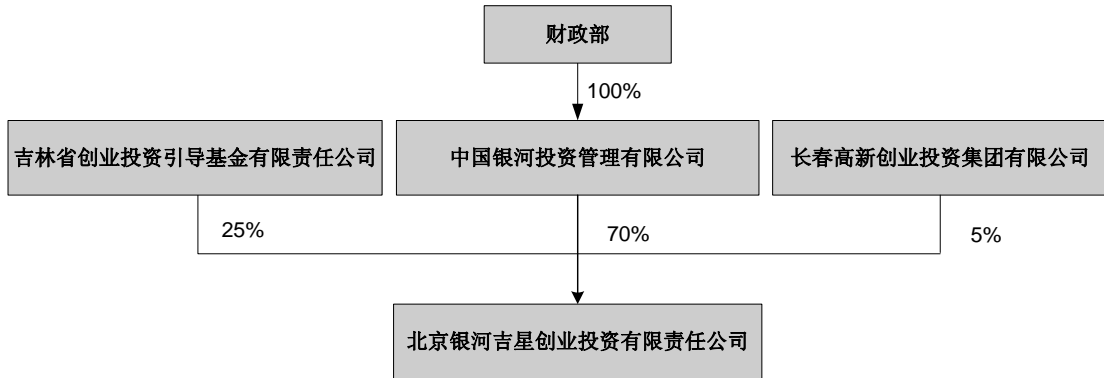 财政部
100%
吉林省创业投资引导基金有限责任公司
中国银河投资管理有限公司
长春高新创业投资集团有限公司
25%
70%
5%
北京银河吉星创业投资有限责任公司